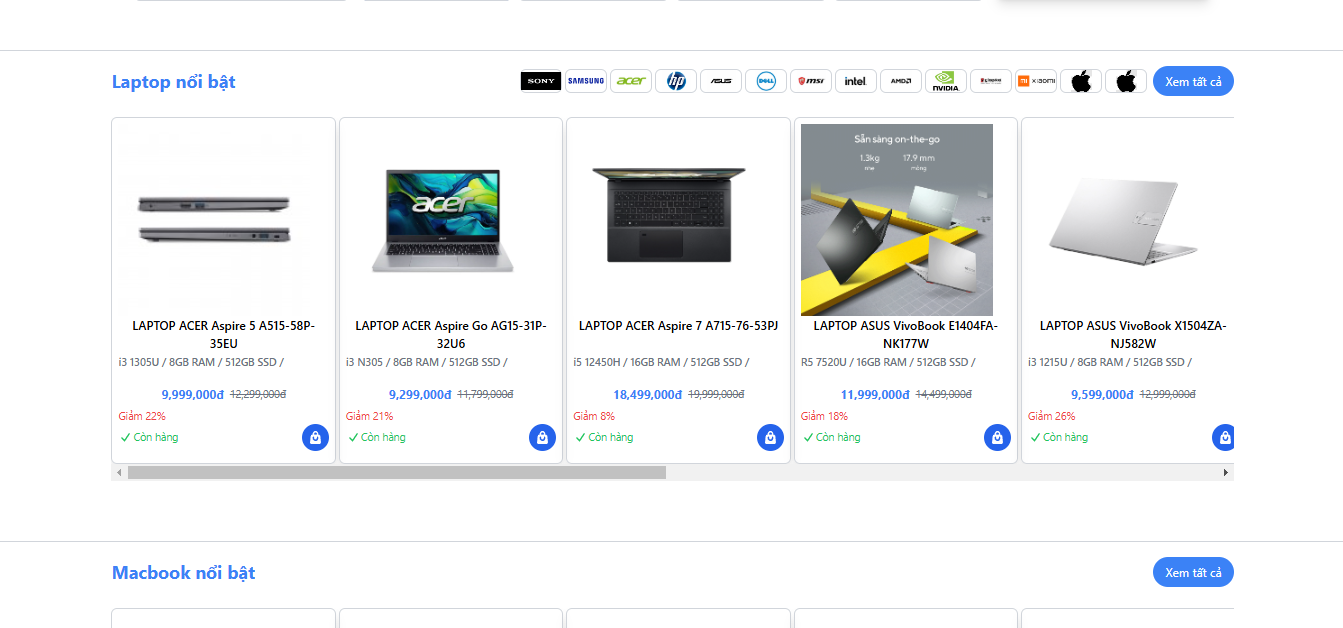 Laptop nổi bật
SONY SAMSUNG acer hp ASUS DELL msi intel AMD NVIDIA Kingston xiaomi Xem tất cả
Sẵn sàng on-the-go
1.3kg 17.9 mm
nhẹ mỏng
acer
LAPTOP ACER Aspire 5 A515-58P-
35EU
i3 1305U / 8GB RAM / 512GB SSD /
9,999,000đ 12,299,000đ
Giảm 22%
Còn hàng
LAPTOP ACER Aspire Go AG15-31P-
32U6
i3 N305 / 8GB RAM / 512GB SSD /
9,299,000đ 11,799,000đ
Giảm 21%
Còn hàng
LAPTOP ACER Aspire 7 A715-76-53PJ
i5 12450H / 16GB RAM / 512GB SSD /
18,499,000đ 19,999,000đ
Giảm 8%
Còn hàng
LAPTOP ASUS VivoBook E1404FA-
NK177W
R5 7520U / 16GB RAM / 512GB SSD /
11,999,000đ 14,499,000đ
Giảm 18%
Còn hàng
LAPTOP ASUS VivoBook X1504ZA-
NJ582W
i3 1215U / 8GB RAM / 512GB SSD /
9,599,000đ 12,999,000đ
Giảm 26%
Còn hàng
Macbook nổi bật
Xem tất cả